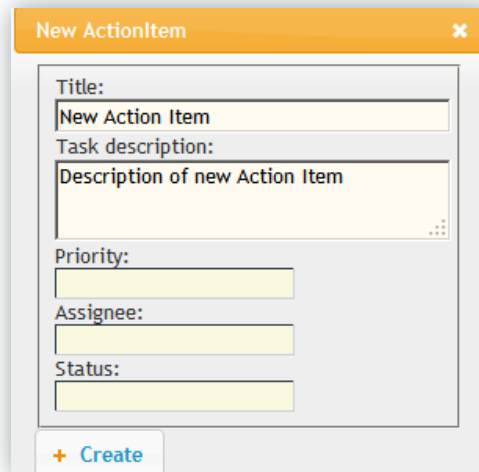 New ActionItem
Title:
New Action Item
Task description:
Description of new Action Item
Priority:
Assignee:
Status:
+ Create